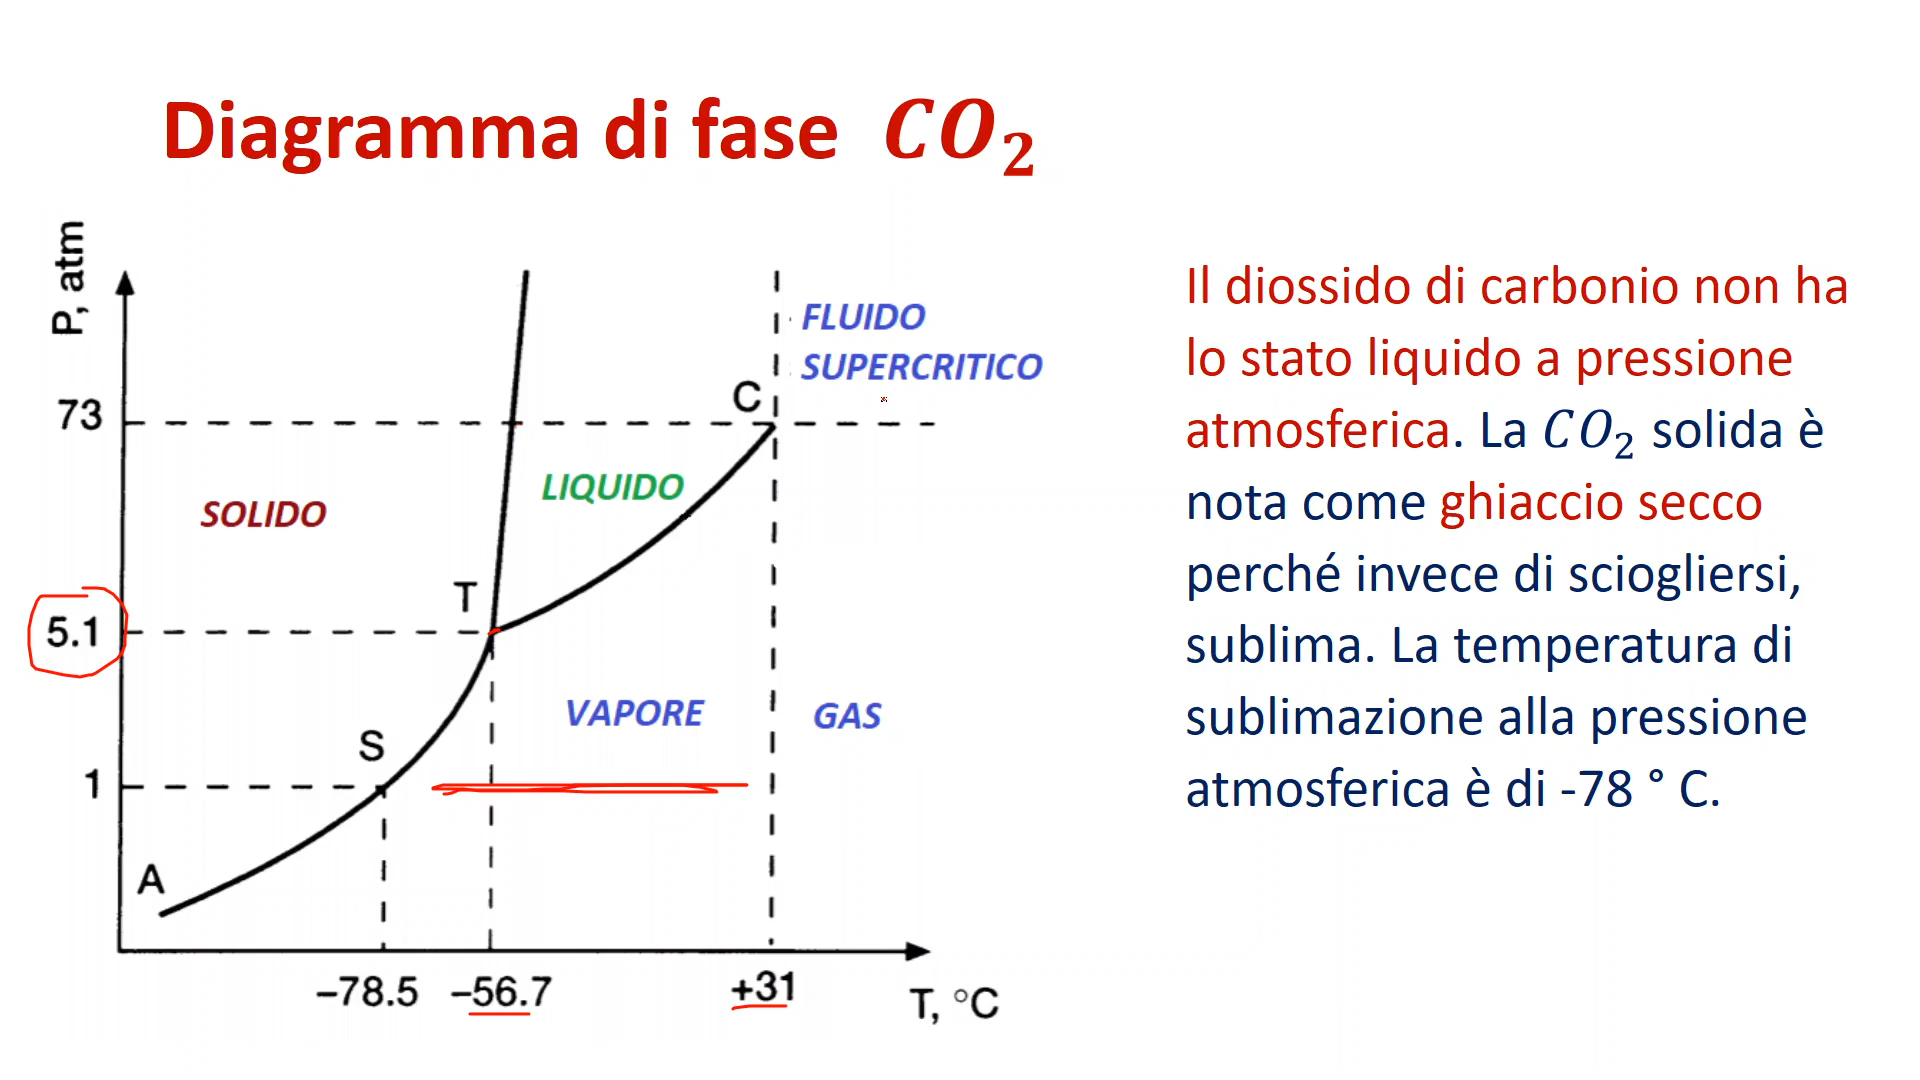 Diagramma di fase CO₂
P, atm
FLUIDO
SUPERCRITICO
C
73
LIQUIDO
SOLIDO
T
5.1
VAPORE
GAS
S
1
A
−78.5
−56.7
+31
T, °C
Il diossido di carbonio non ha
lo stato liquido a pressione
atmosferica. La CO₂ solida è
nota come ghiaccio secco
perché invece di sciogliersi,
sublima. La temperatura di
sublimazione alla pressione
atmosferica è di -78 ° C.